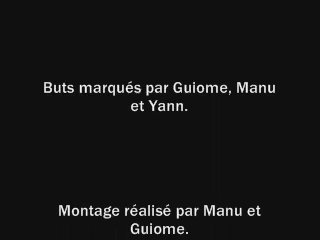 Buts marqués par Guiome, Manu
et Yann.
Montage réalisé par Manu et
Guiome.